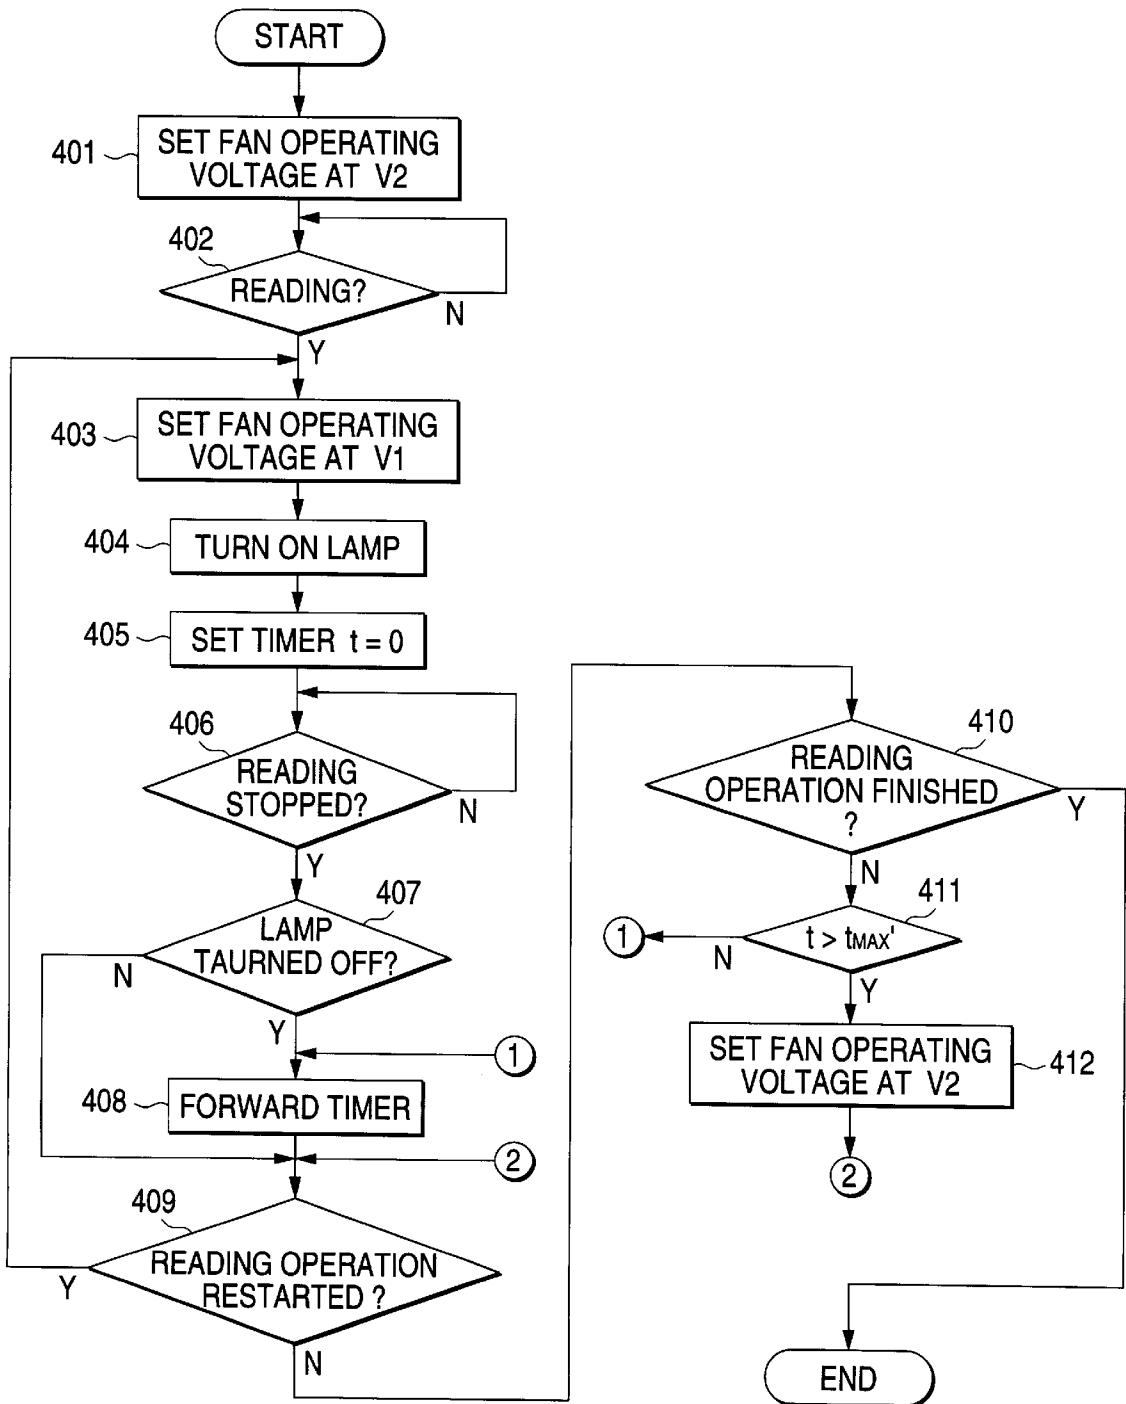 START
401
SET FAN OPERATING
VOLTAGE AT V2
402
READING?
N
Y
403
SET FAN OPERATING
VOLTAGE AT V1
404
TURN ON LAMP
405
SET TIMER t = 0
406
READING
STOPPED?
N
Y
407
LAMP
TAURNED OFF?
N
Y
1
408
FORWARD TIMER
2
409
READING OPERATION
RESTARTED ?
Y
N
410
READING
OPERATION FINISHED
?
Y
N
411
t > tMAX'
1
N
Y
SET FAN OPERATING
VOLTAGE AT V2
412
2
END